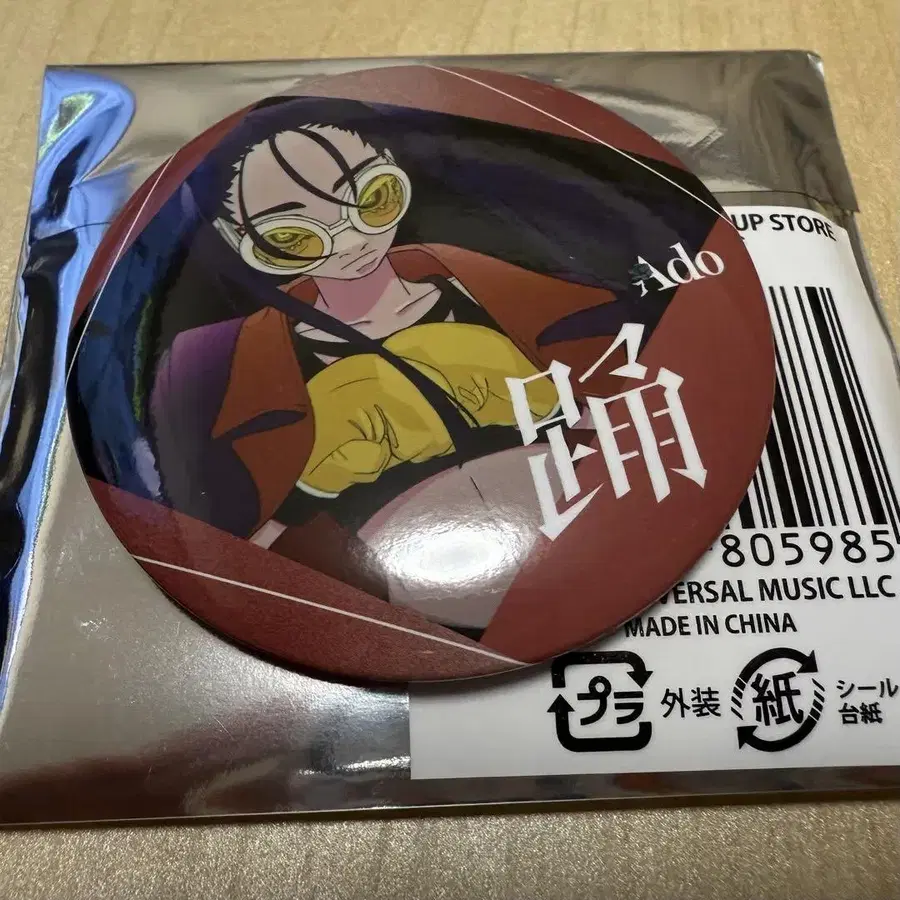 Ado
踊
UP STORE
805985
VERSAL MUSIC LLC
MADE IN CHINA
プラ
外装
紙
シール
台紙